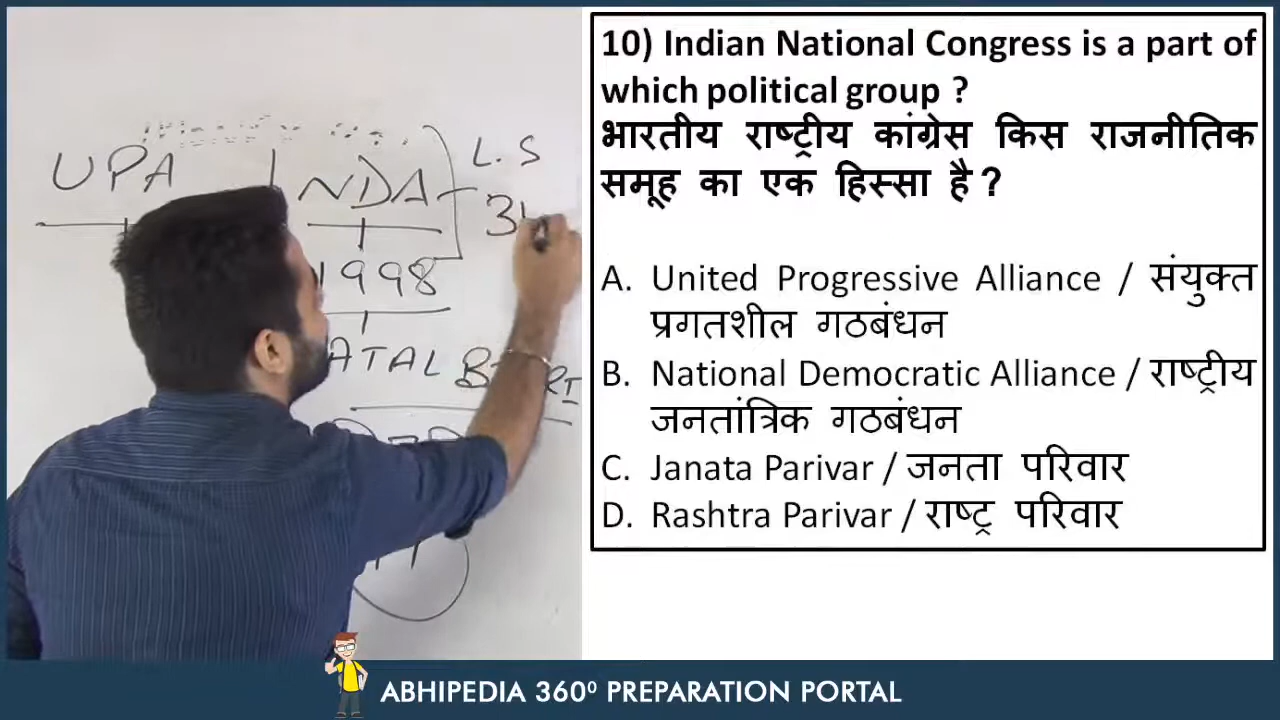 UPA
NDA
L. S
1998
ATAL
10) Indian National Congress is a part of
which political group ?
भारतीय राष्ट्रीय कांग्रेस किस राजनीतिक
समूह का एक हिस्सा है ?
A. United Progressive Alliance / संयुक्त
प्रगतशील गठबंधन
B. National Democratic Alliance / राष्ट्रीय
जनतांत्रिक गठबंधन
C. Janata Parivar / जनता परिवार
D. Rashtra Parivar / राष्ट्र परिवार
ABHIPEDIA 360⁰ PREPARATION PORTAL